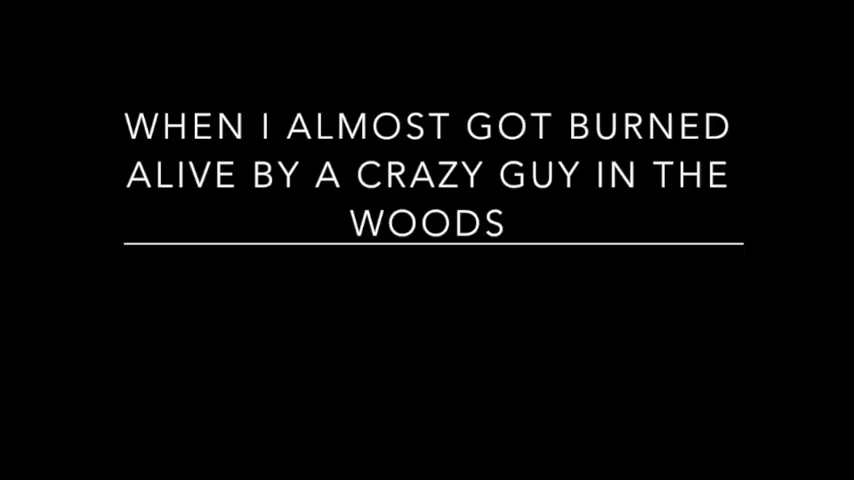 WHEN I ALMOST GOT BURNED
ALIVE BY A CRAZY GUY IN THE
WOODS